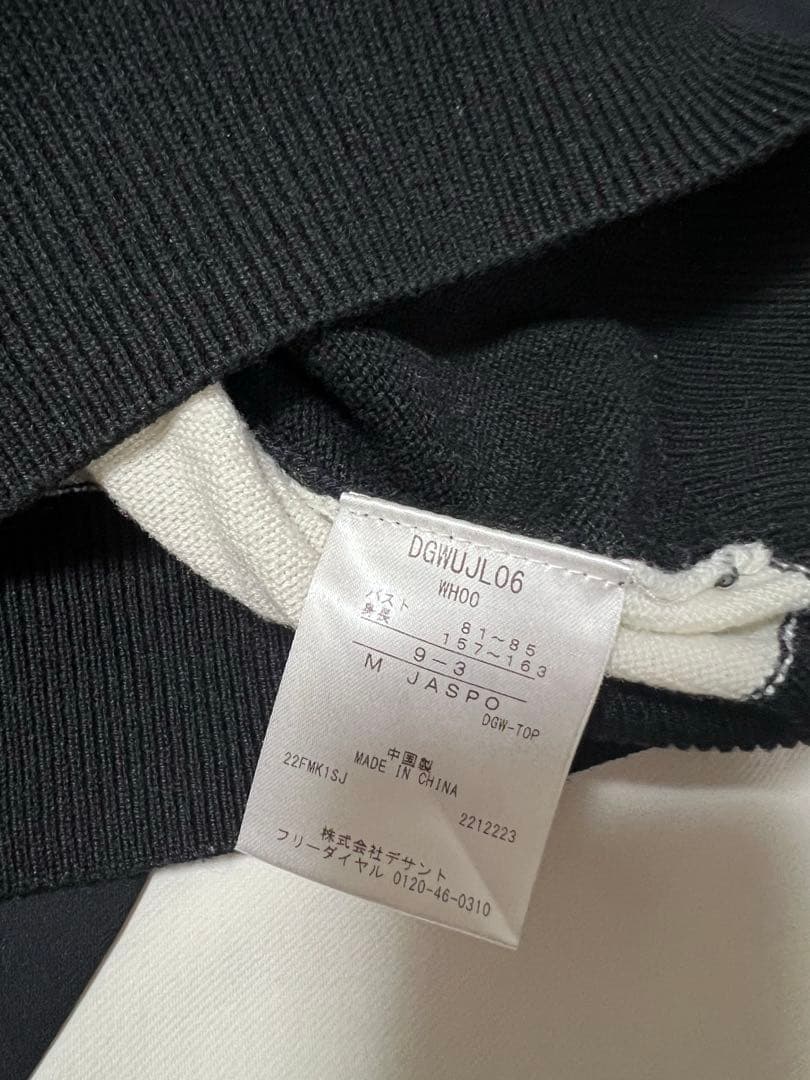 DGWUJL06
WH00
バスト 81～85
身長 157～163
9-3
M JASPO
DGW-TOP
中国製
22FMK1SJ MADE IN CHINA
2212223
株式会社デサント
フリーダイヤル 0120-46-0310